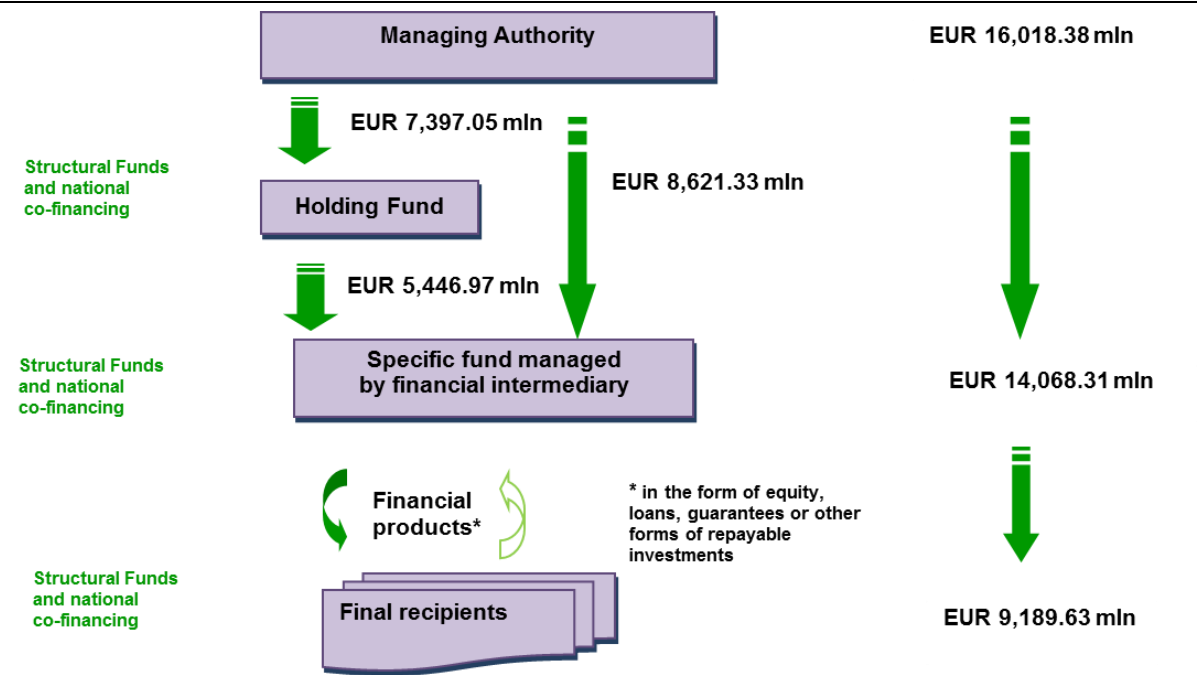 Managing Authority
EUR 16,018.38 mln
EUR 7,397.05 mln
Structural Funds
and national
co-financing
EUR 8,621.33 mln
Holding Fund
EUR 5,446.97 mln
Structural Funds
and national
co-financing
Specific fund managed
by financial intermediary
EUR 14,068.31 mln
Financial
products*
* in the form of equity,
loans, guarantees or other
forms of repayable
investments
Structural Funds
and national
co-financing
Final recipients
EUR 9,189.63 mln